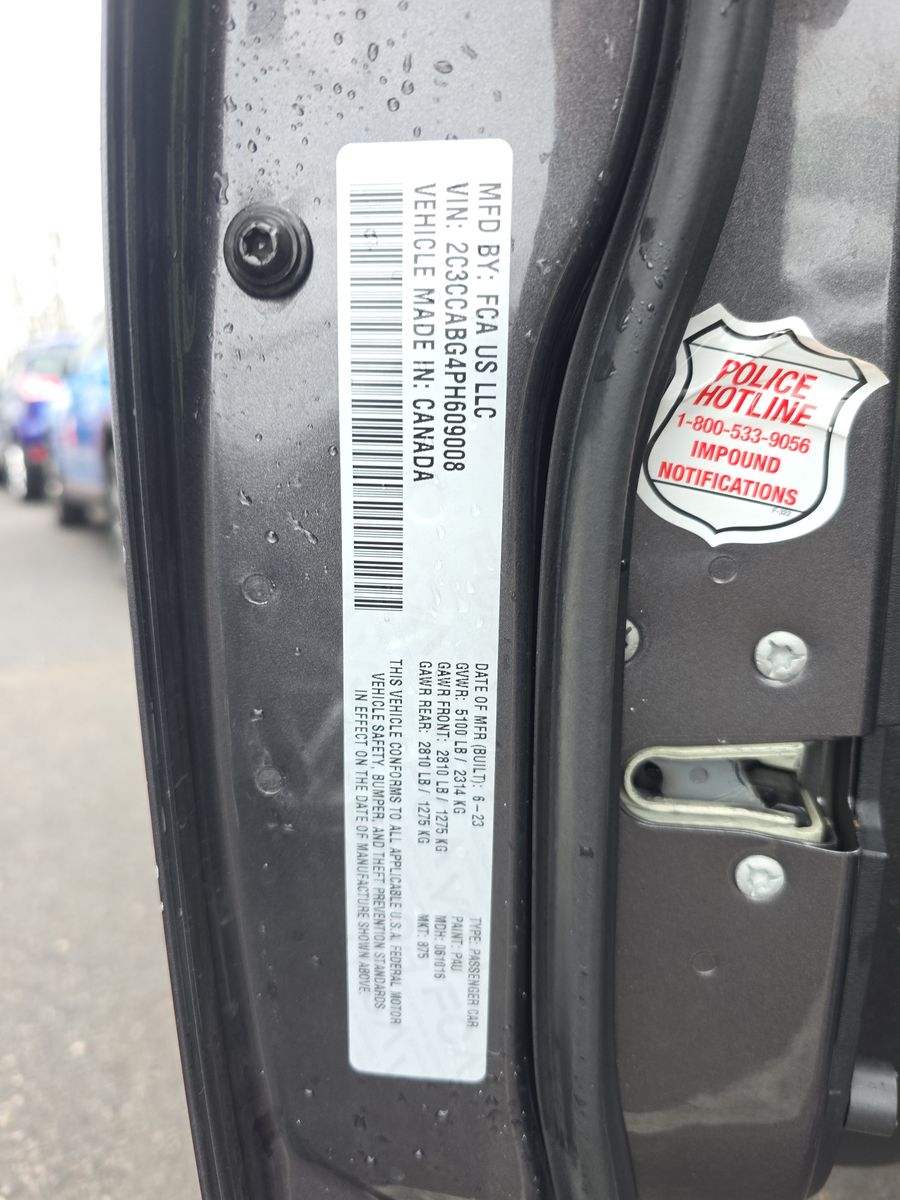 MFD BY: FCA US LLC
VIN: 2C3CCABG4PH609008
VEHICLE MADE IN: CANADA
DATE OF MFR (BUILT): 6-23
GVWR: 5100 LB / 2314 KG
GAWR FRONT: 2810 LB / 1275 KG
GAWR REAR: 2810 LB / 1275 KG
THIS VEHICLE CONFORMS TO ALL APPLICABLE U.S.A. FEDERAL MOTOR
VEHICLE SAFETY, BUMPER, AND THEFT PREVENTION STANDARDS
IN EFFECT ON THE DATE OF MANUFACTURE SHOWN ABOVE.
TYPE: PASSENGER CAR
PAINT: PAU
MDH: 061016
MKT: 875
POLICE
HOTLINE
1-800-533-9056
IMPOUND
NOTIFICATIONS
F-322